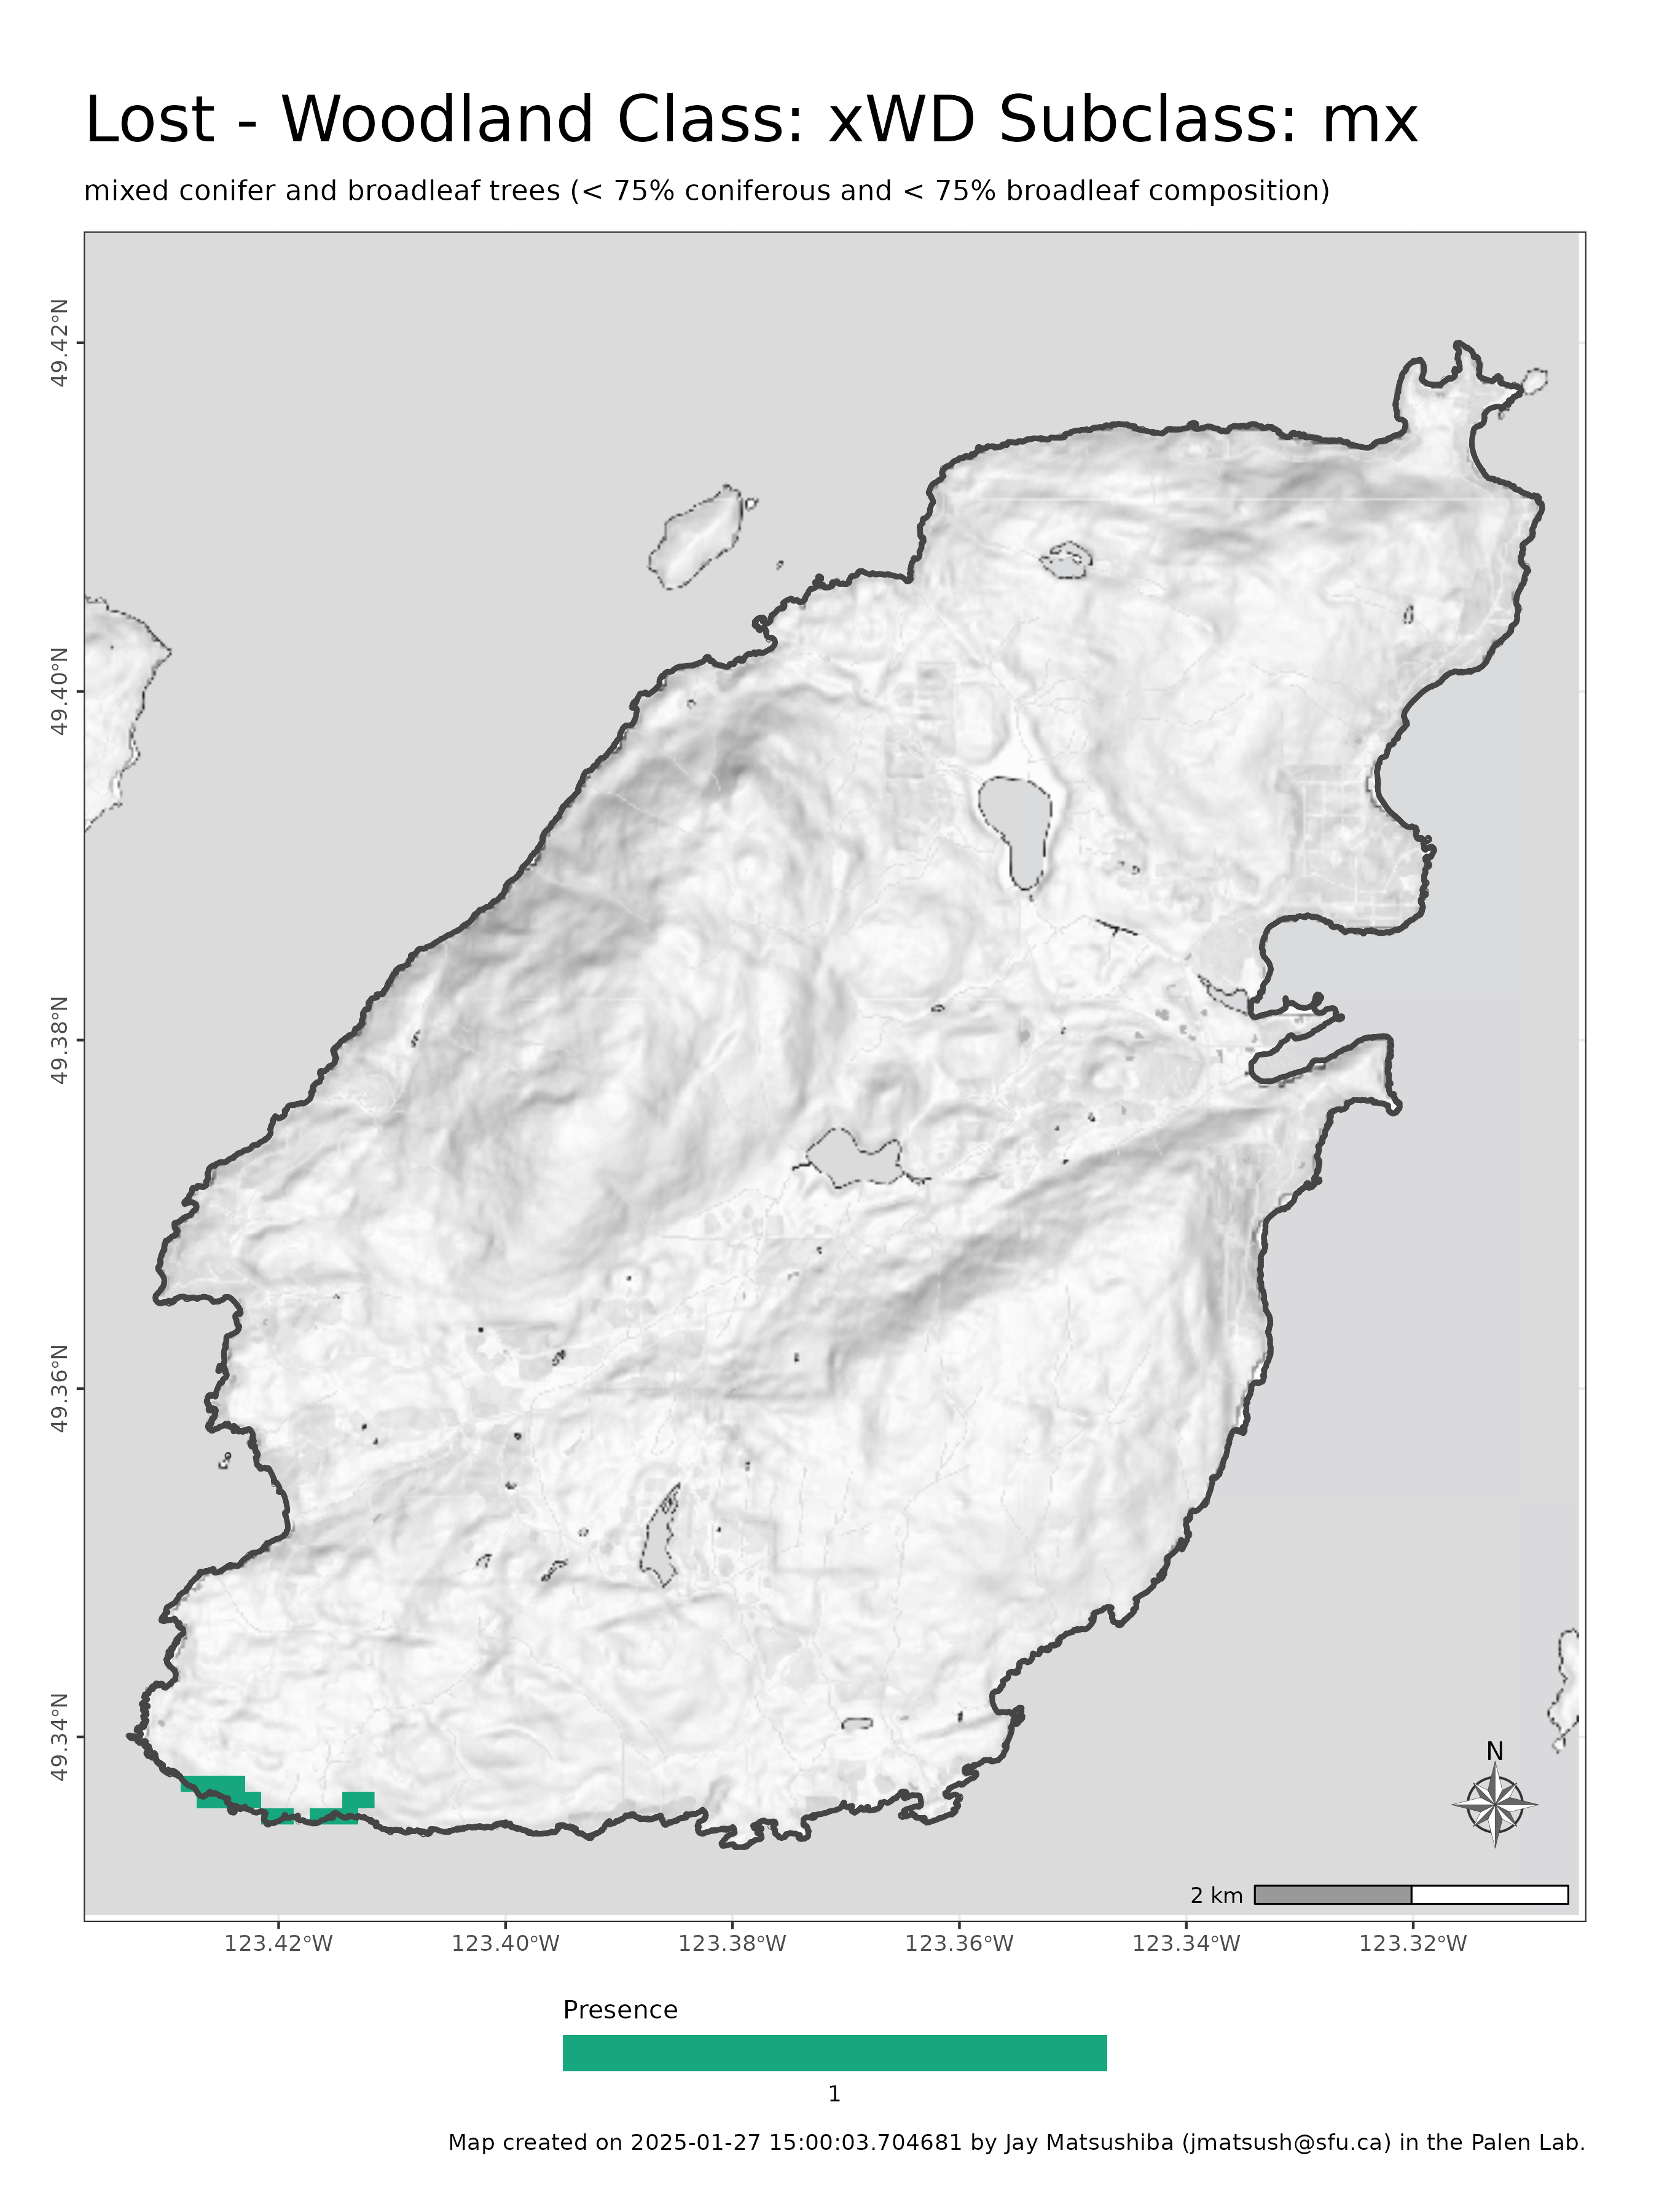 Lost - Woodland Class: xWD Subclass: mx
mixed conifer and broadleaf trees (< 75% coniferous and < 75% broadleaf composition)
49.42°N
49.40°N
49.38°N
49.36°N
49.34°N
N
2 km
123.42°W 123.40°W 123.38°W 123.36°W 123.34°W 123.32°W
Presence
1
Map created on 2025-01-27 15:00:03.704681 by Jay Matsushiba (jmatsush@sfu.ca) in the Palen Lab.